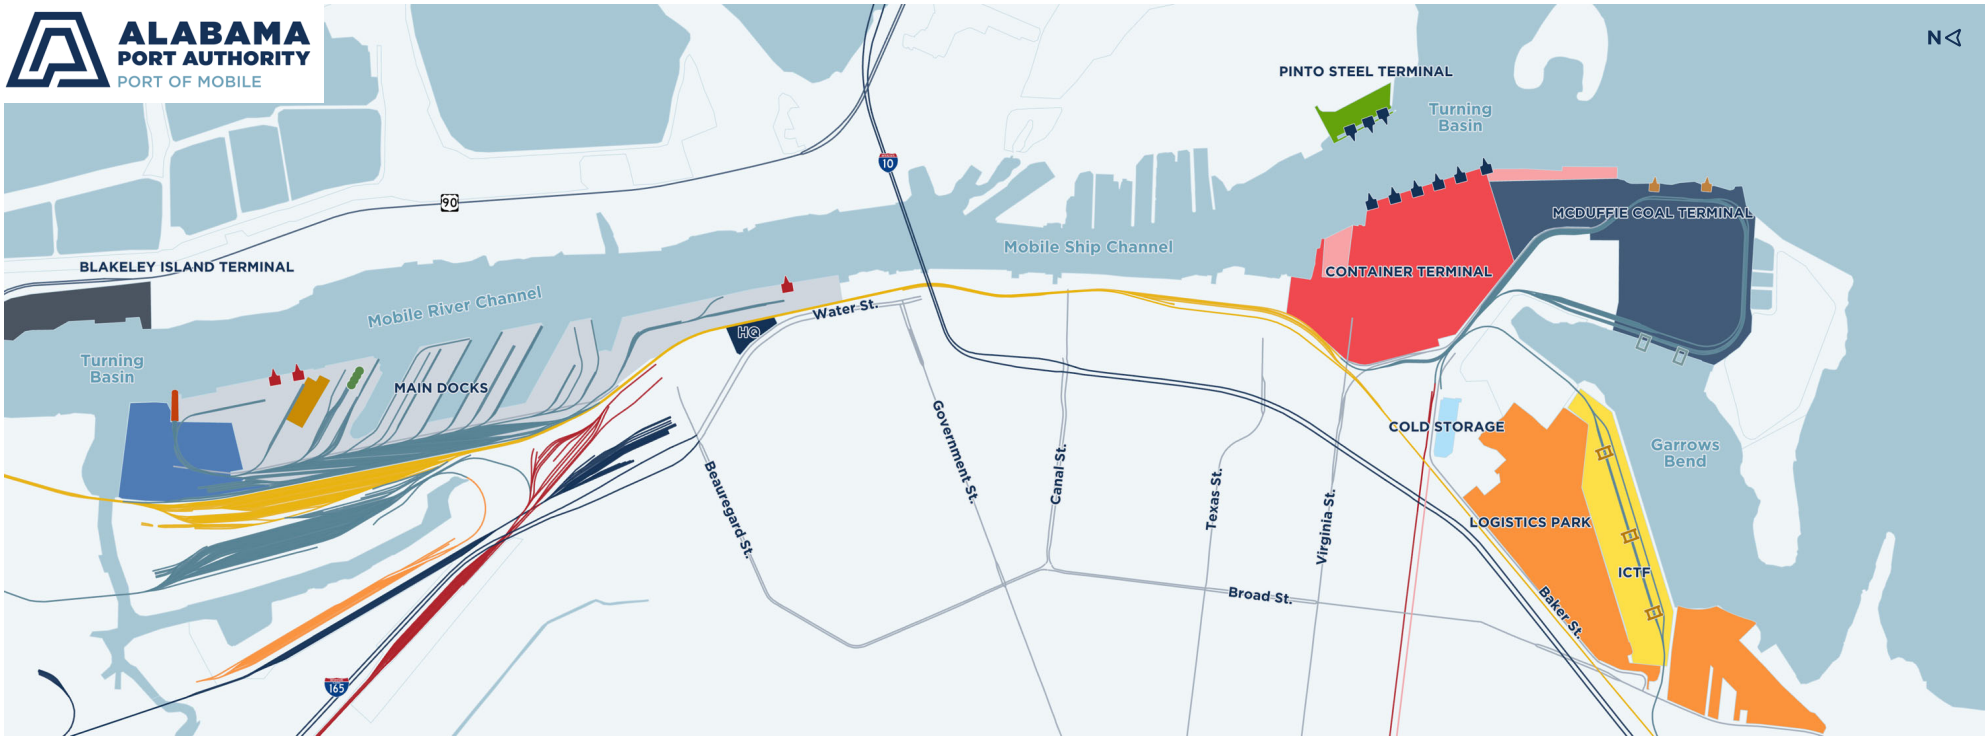 ALABAMA
PORT AUTHORITY
PORT OF MOBILE
N
PINTO STEEL TERMINAL
Turning
Basin
10
90
MCDUFFIE COAL TERMINAL
Mobile Ship Channel
BLAKELEY ISLAND TERMINAL
CONTAINER TERMINAL
Mobile River Channel
Water St.
HQ
Turning
Basin
MAIN DOCKS
COLD STORAGE
Garrows
Bend
Government St.
Canal St.
Beauregard St.
Texas St.
Virginia St.
LOGISTICS PARK
ICTF
Broad St.
Baker St.
165